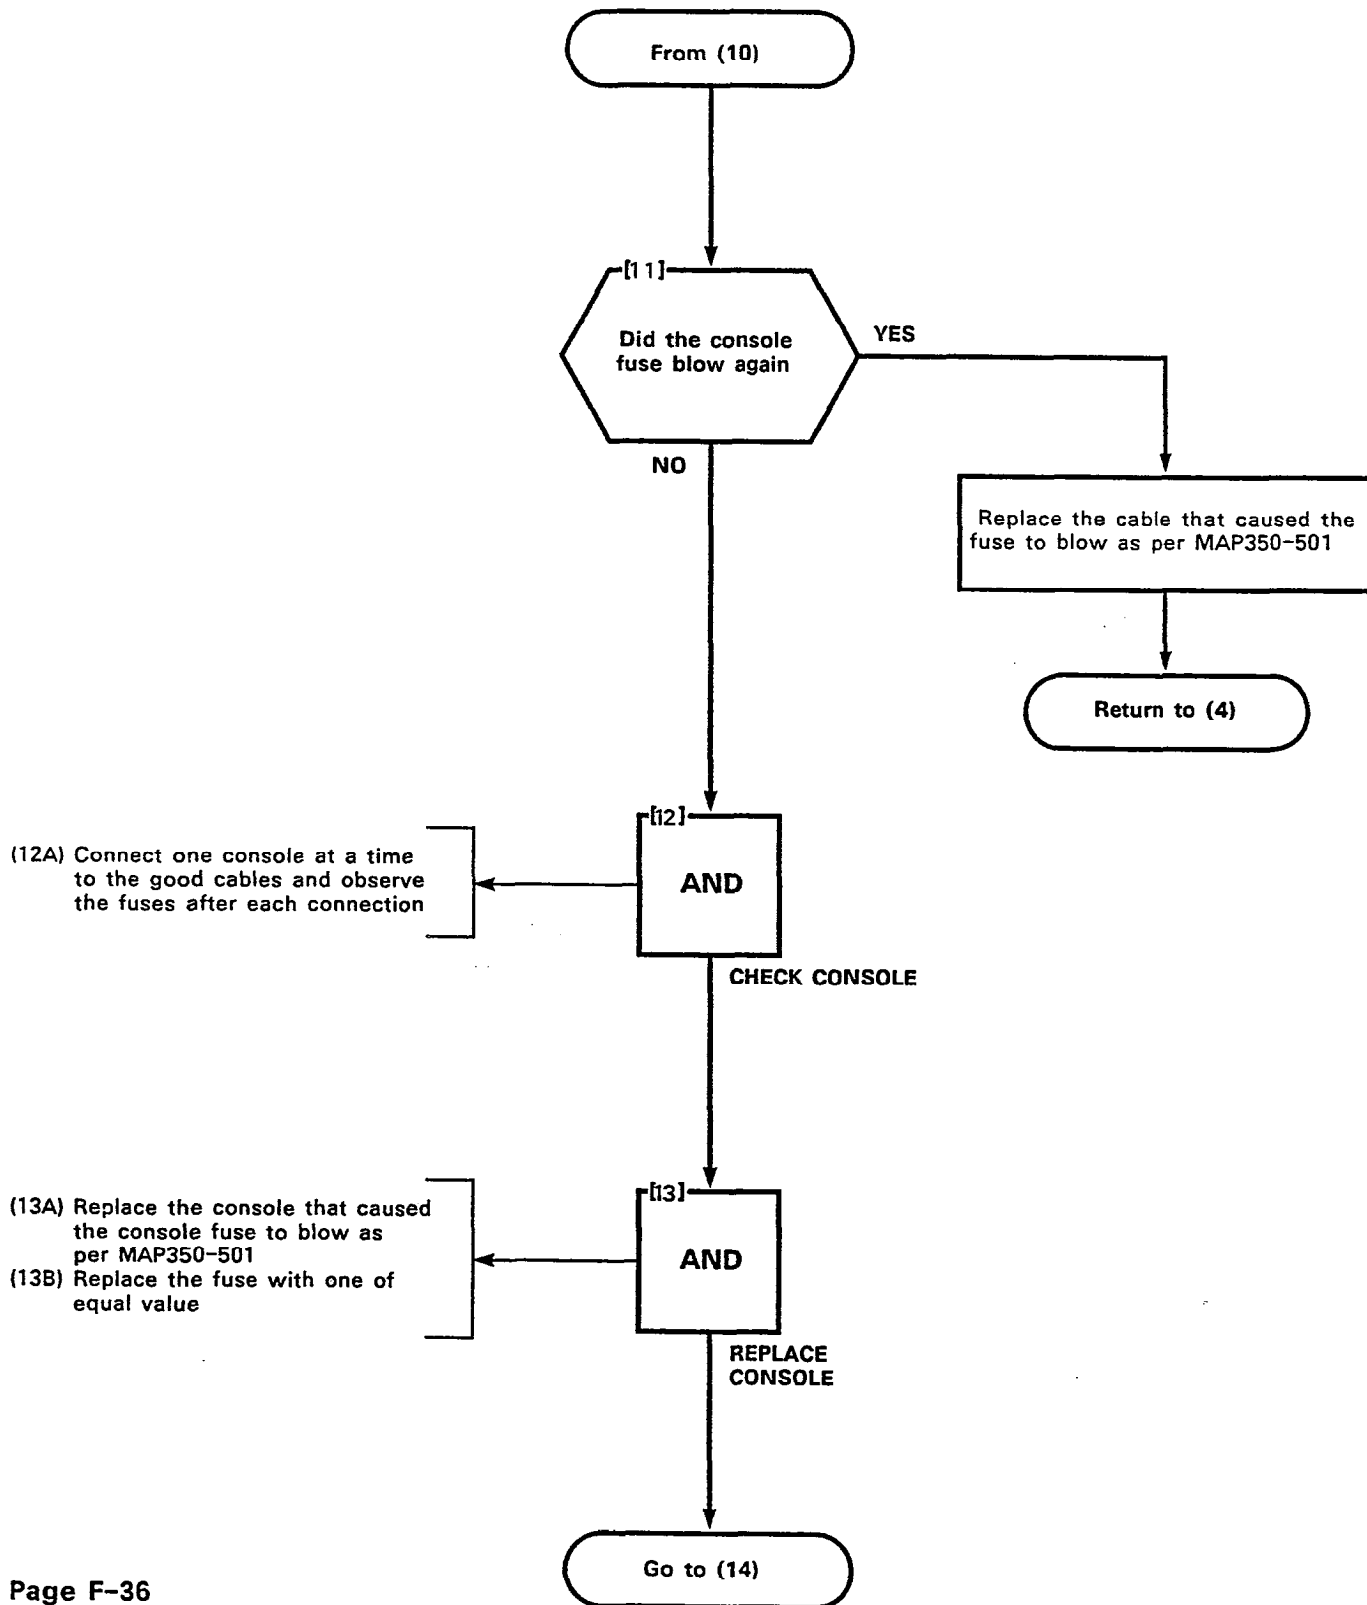 From (10)
[11]
Did the console
fuse blow again
YES
NO
Replace the cable that caused the
fuse to blow as per MAP350-501
Return to (4)
[12]
AND
(12A) Connect one console at a time
to the good cables and observe
the fuses after each connection
CHECK CONSOLE
[13]
AND
(13A) Replace the console that caused
the console fuse to blow as
per MAP350-501
(13B) Replace the fuse with one of
equal value
REPLACE
CONSOLE
Go to (14)
Page F-36